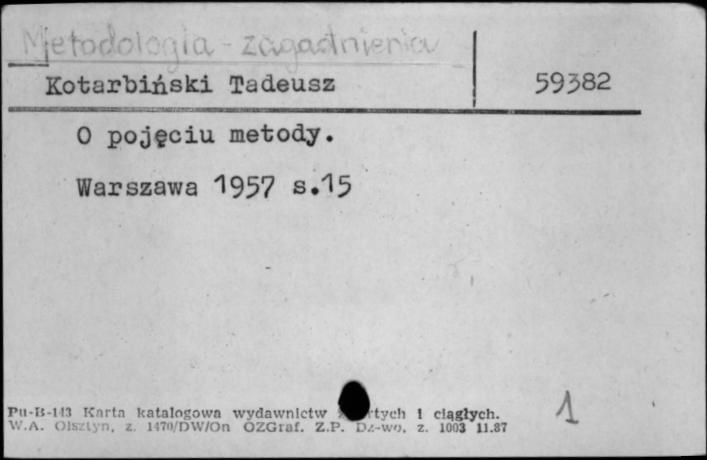 Metodologia - zagadnienia
Kotarbiński Tadeusz 59382
O pojęciu metody.
Warszawa 1957 s.15
1
Pu-B-143 Karta katalogowa wydawnictw rtych i ciągłych.
W.A. Olsztyn, z. 1470/DW/On OZGraf. Z.P. Dz-wo, z. 1003 11.87